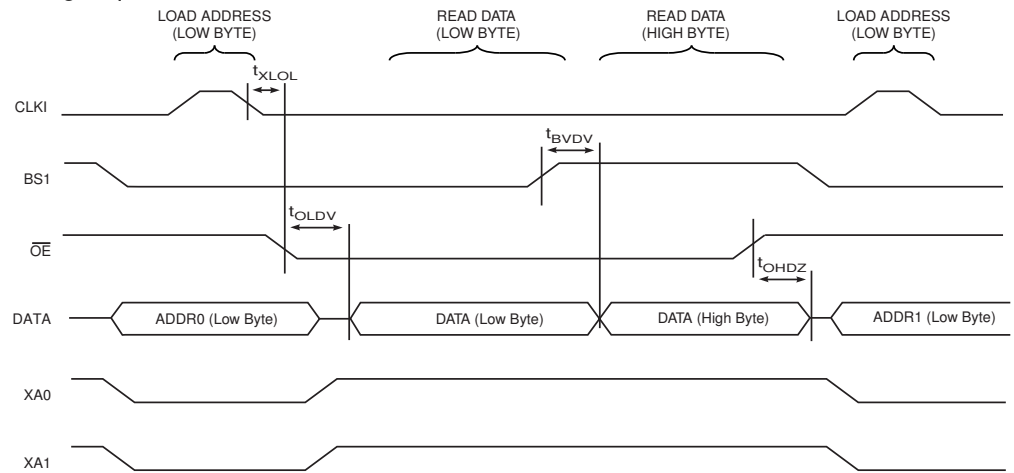 LOAD ADDRESS
(LOW BYTE)
READ DATA
(LOW BYTE)
READ DATA
(HIGH BYTE)
LOAD ADDRESS
(LOW BYTE)
tXLOL
CLKI
tBVDV
BS1
tOLDV
OE
tOHDZ
DATA
ADDR0 (Low Byte)
DATA (Low Byte)
DATA (High Byte)
ADDR1 (Low Byte)
XA0
XA1